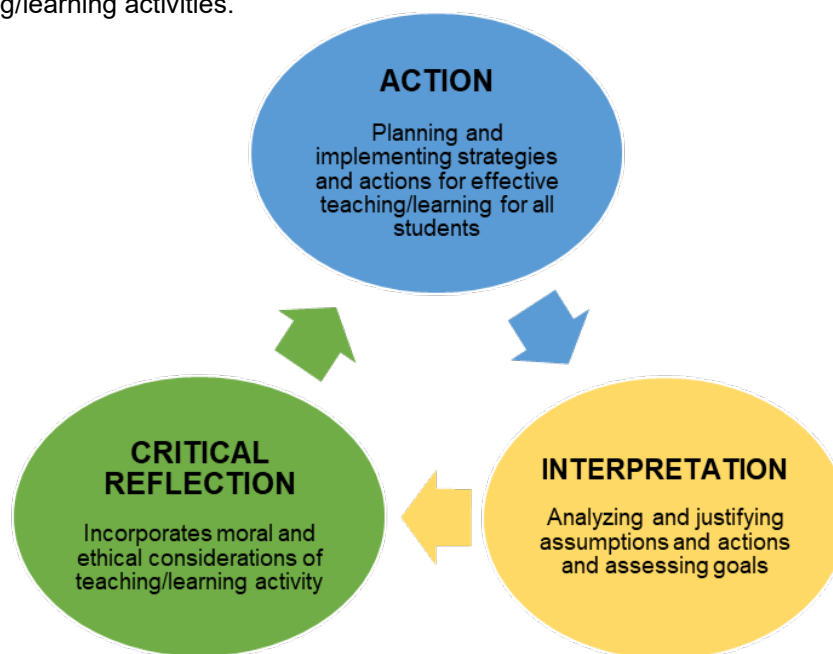 g/learning activities.
ACTION
Planning and
implementing strategies
and actions for effective
teaching/learning for all
students
CRITICAL
REFLECTION
Incorporates moral and
ethical considerations of
teaching/learning activity
INTERPRETATION
Analyzing and justifying
assumptions and actions
and assessing goals